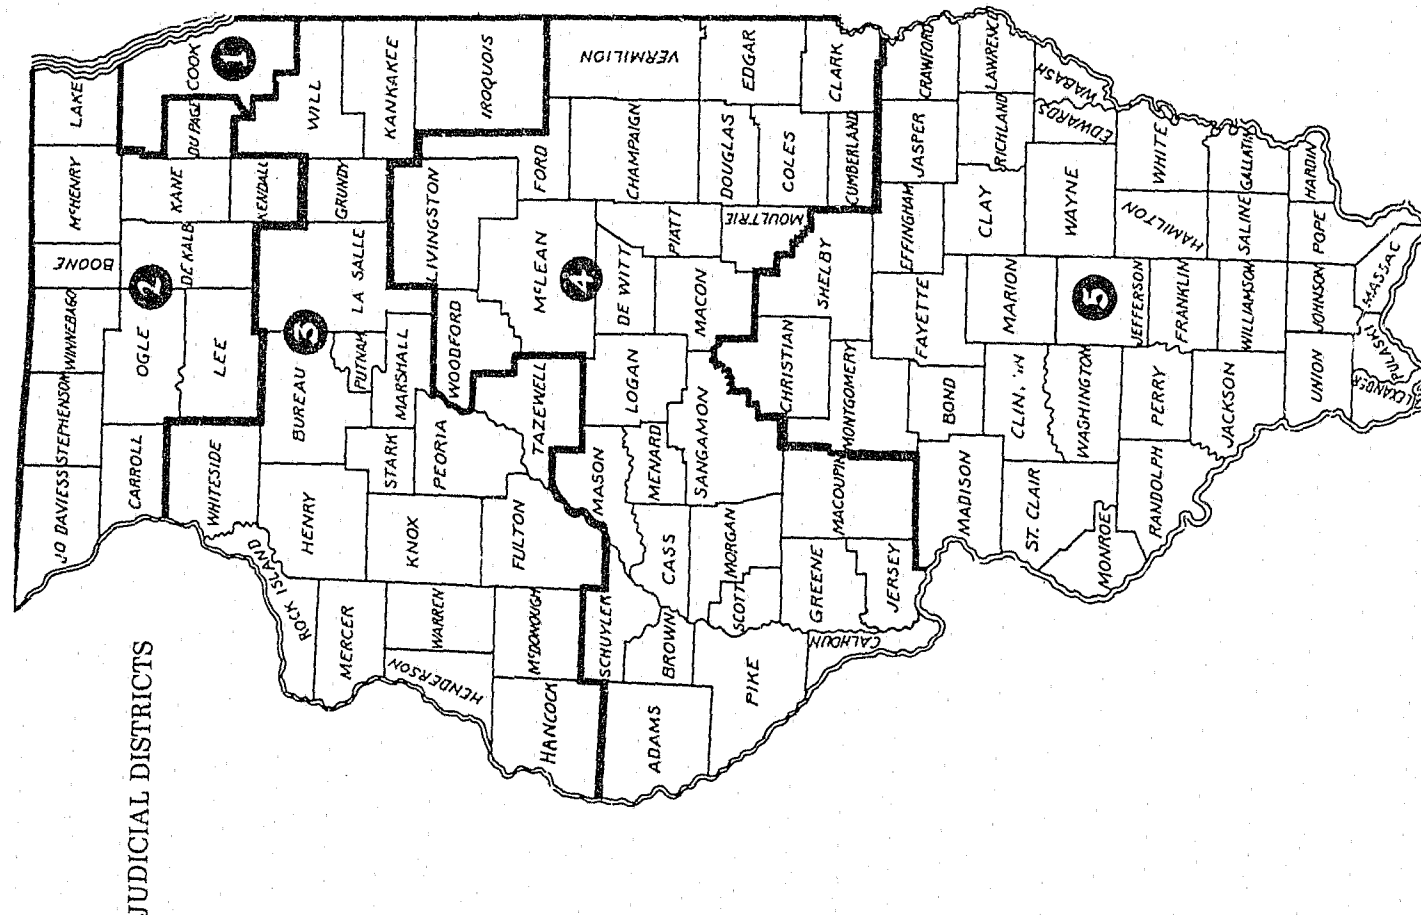 JUDICIAL DISTRICTS
JO DAVIESS
STEPHENSON
WINNEBAGO
BOONE
McHENRY
LAKE
CARROLL
OGLE
2
DE KALB
KANE
DU PAGE
COOK
1
WHITESIDE
LEE
KENDALL
WILL
ROCK ISLAND
HENRY
BUREAU
3
LA SALLE
GRUNDY
KANKAKEE
MERCER
PUTNAM
MARSHALL
STARK
KNOX
PEORIA
WOODFORD
LIVINGSTON
IROQUOIS
HENDERSON
WARREN
FULTON
TAZEWELL
McLEAN
4
FORD
HANCOCK
McDONOUGH
SCHUYLER
MASON
LOGAN
DE WITT
PIATT
CHAMPAIGN
VERMILION
ADAMS
BROWN
CASS
MENARD
SANGAMON
MACON
MOULTRIE
DOUGLAS
EDGAR
PIKE
SCOTT
MORGAN
CHRISTIAN
SHELBY
COLES
CLARK
CALHOUN
GREENE
JERSEY
MACOUPIN
MONTGOMERY
FAYETTE
EFFINGHAM
CUMBERLAND
JASPER
CRAWFORD
MADISON
BOND
CLAY
RICHLAND
LAWRENCE
ST. CLAIR
MARION
WAYNE
EDWARDS
WABASH
MONROE
WASHINGTON
JEFFERSON
5
RANDOLPH
PERRY
FRANKLIN
HAMILTON
WHITE
JACKSON
WILLIAMSON
SALINE
GALLATIN
UNION
JOHNSON
POPE
HARDIN
PULASKI
MASSAC